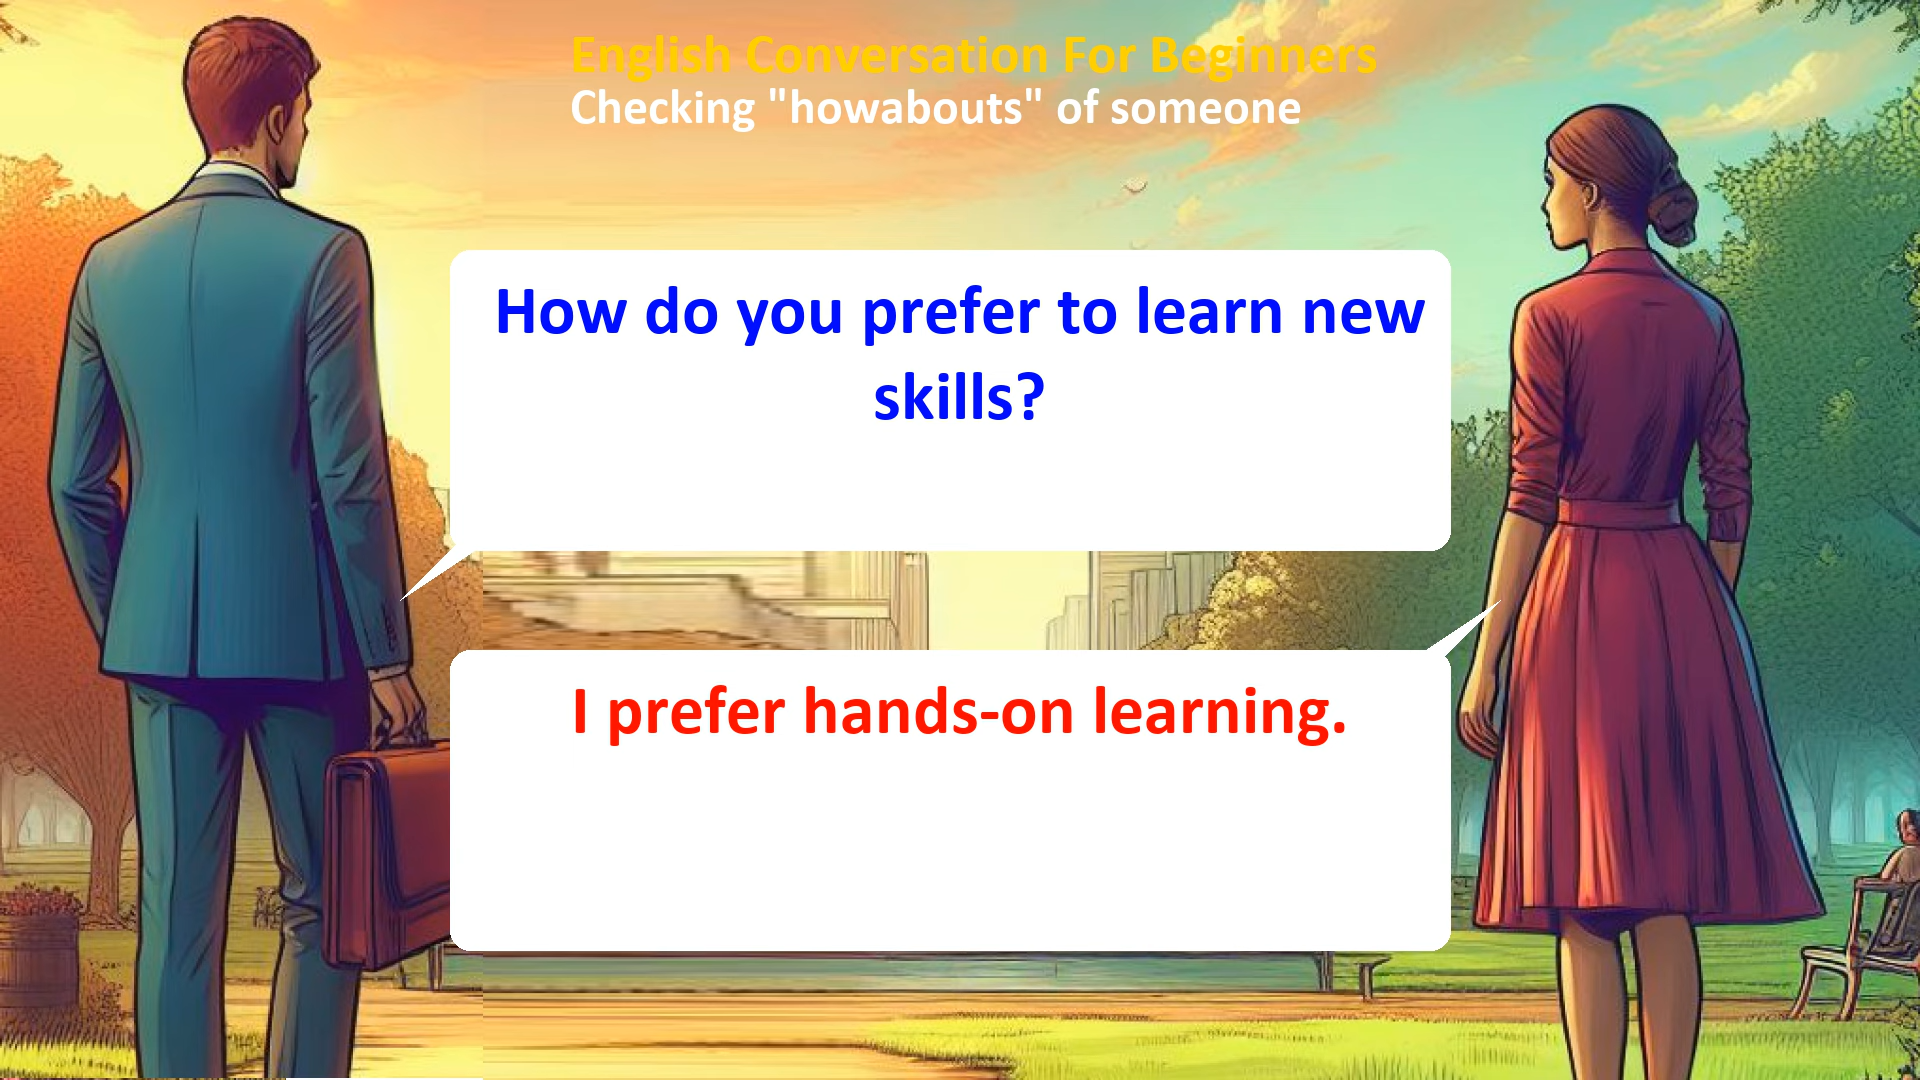 English Conversation For Beginners
Checking "howabouts" of someone
How do you prefer to learn new
skills?
I prefer hands-on learning.